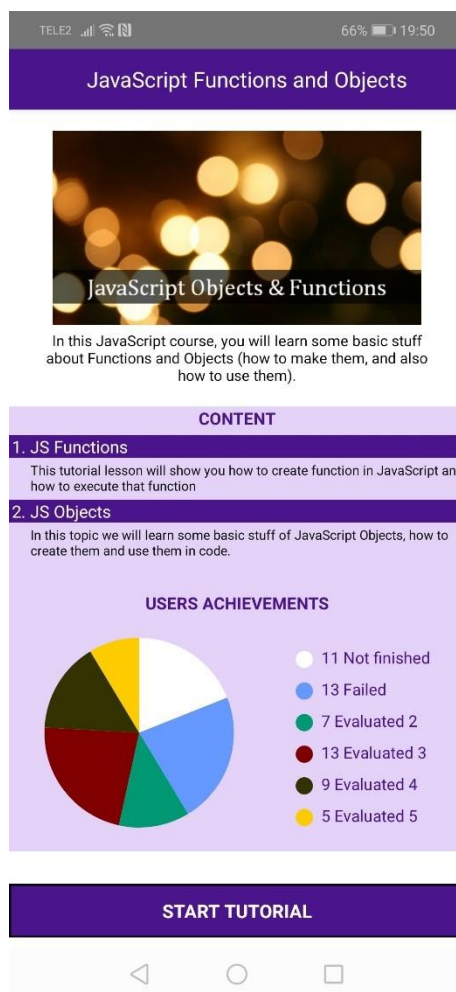 TELE2 66% 19:50
JavaScript Functions and Objects
JavaScript Objects & Functions
In this JavaScript course, you will learn some basic stuff
about Functions and Objects (how to make them, and also
how to use them).
CONTENT
1. JS Functions
This tutorial lesson will show you how to create function in JavaScript an
how to execute that function
2. JS Objects
In this topic we will learn some basic stuff of JavaScript Objects, how to
create them and use them in code.
USERS ACHIEVEMENTS
11 Not finished
13 Failed
7 Evaluated 2
13 Evaluated 3
9 Evaluated 4
5 Evaluated 5
START TUTORIAL